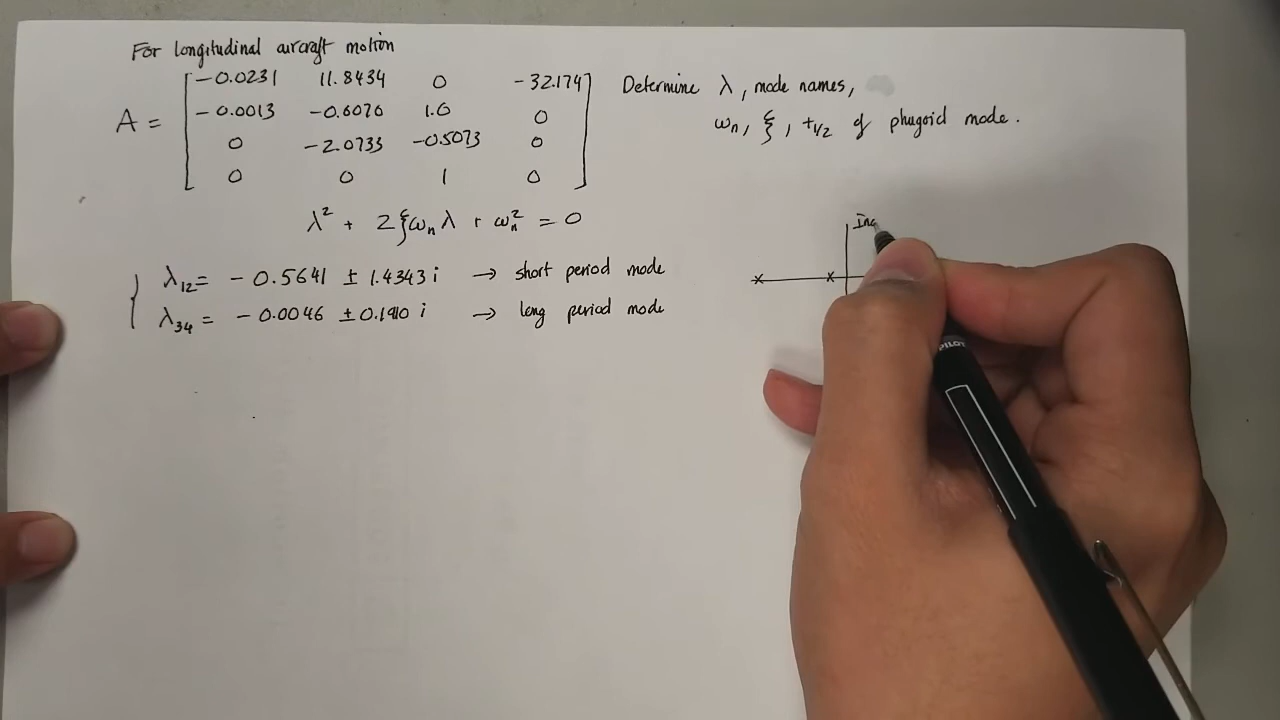 For longitudinal aircraft motion
A = [ -0.0231 11.8434 0 -32.174 ]
-0.0013 -0.6070 1.0 0
0 -2.0733 -0.5073 0
0 0 1 0
Determine λ, mode names,
ωn, ξ, t1/2 of phugoid mode.
λ² + 2ξωnλ + ωn² = 0
λ12 = -0.5641 ± 1.4343 i → short period mode
λ34 = -0.0046 ± 0.1910 i → long period mode
PILOT